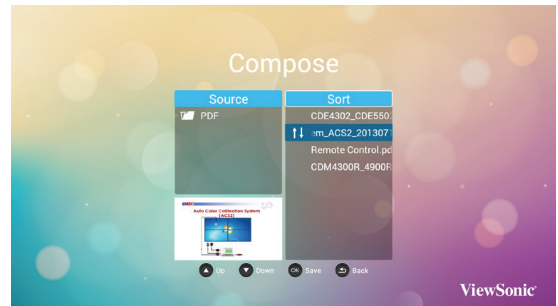 Compose
Source
PDF
Sort
CDE4302_CDE550
em_ACS2_201307
Remote Control.pd
CDM4300R_4900R
Auto Color Calibration System
(ACS2)
Up
Down
OK Save
Back
ViewSonic